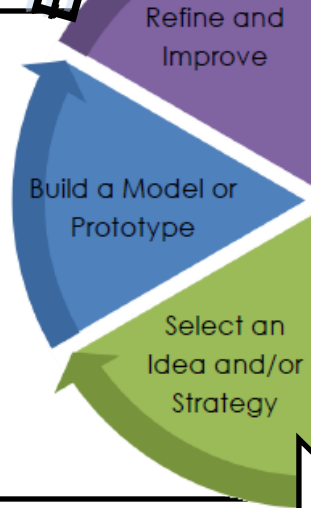 Refine and
Improve
Build a Model or
Prototype
Select an
Idea and/or
Strategy